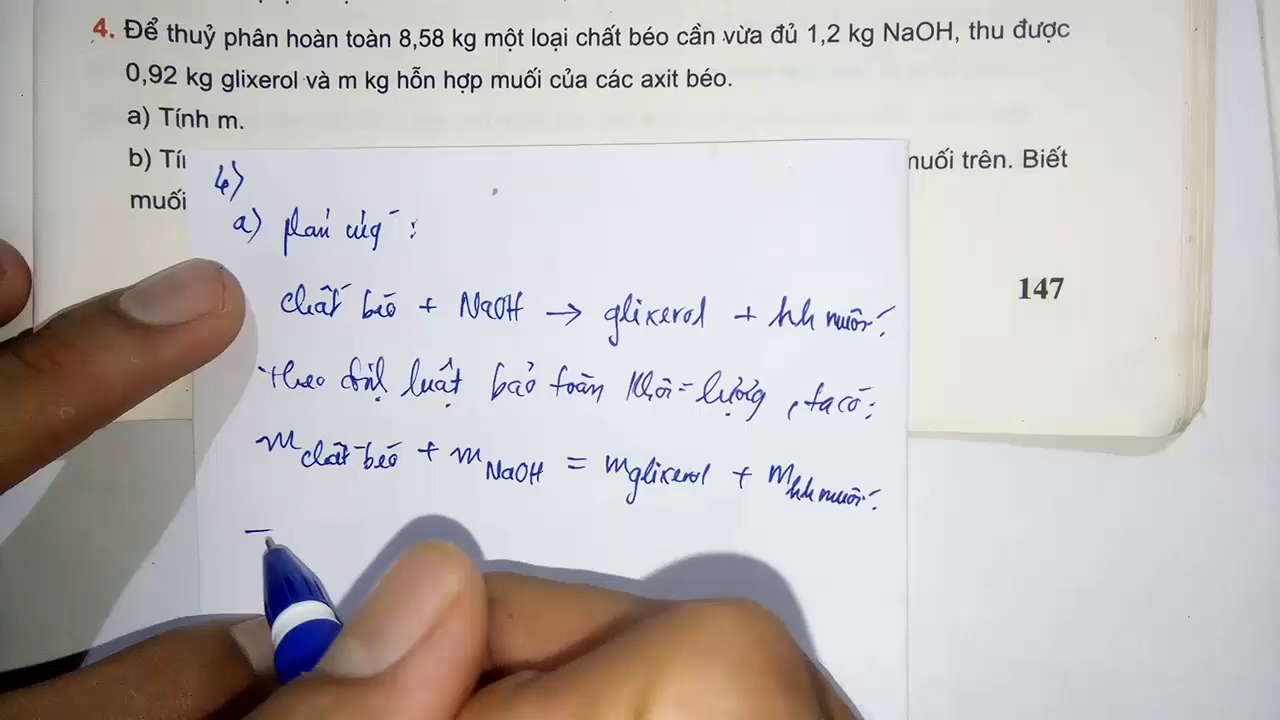 4. Để thuỷ phân hoàn toàn 8,58 kg một loại chất béo cần vừa đủ 1,2 kg NaOH, thu được
0,92 kg glixerol và m kg hỗn hợp muối của các axit béo.
a) Tính m.
b) muối trên. Biết
muối
4)
a) phản ứng :
chất béo + NaOH → glixerol + hh muối.
theo định luật bảo toàn khối lượng, ta có:
m chất béo + m NaOH = m glixerol + m hh muối.
147